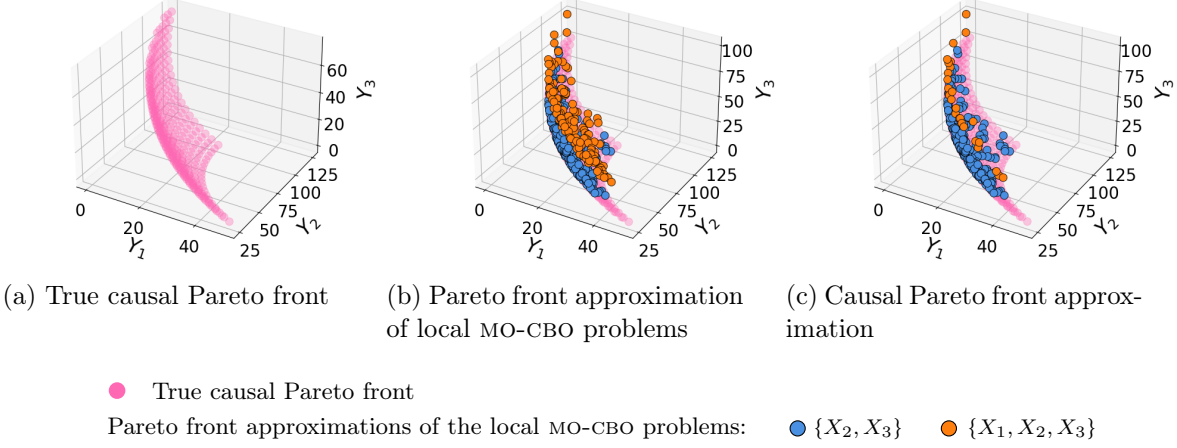 60
40
20
0
Y3
125
100
75
50
25
Y2
0
20
40
Y1
100
75
50
25
0
Y3
125
100
75
50
25
Y2
0
20
40
Y1
100
75
50
25
0
Y3
125
100
75
50
25
Y2
0
20
40
Y1
(a) True causal Pareto front
(b) Pareto front approximation
of local MO-CBO problems
(c) Causal Pareto front approx-
imation
True causal Pareto front
Pareto front approximations of the local MO-CBO problems: {X2, X3} {X1, X2, X3}